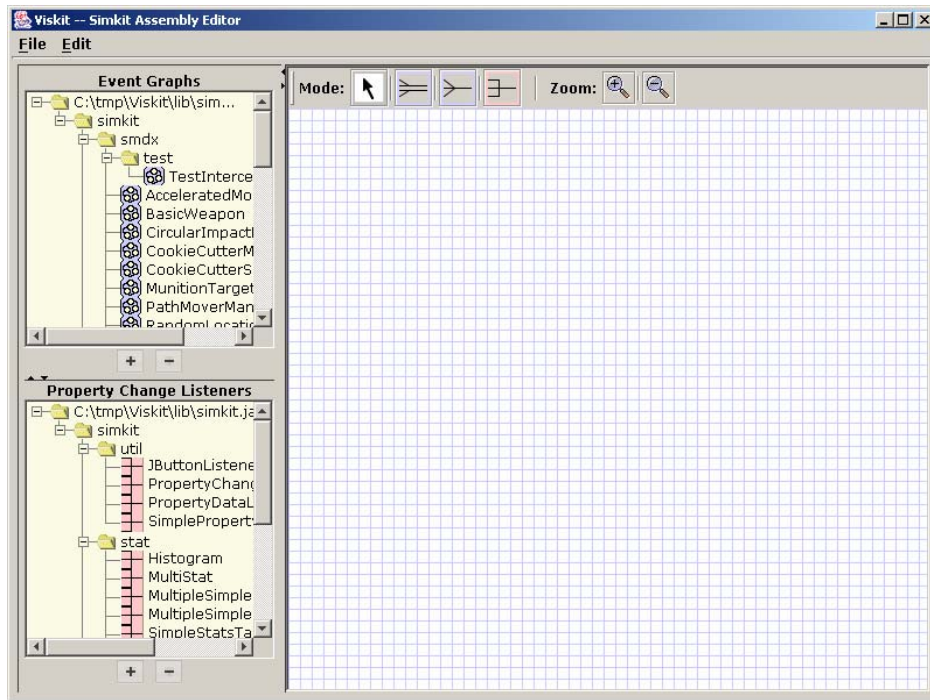 Viskit -- Simkit Assembly Editor
File Edit
Event Graphs
C:\tmp\Viskit\lib\sim...
simkit
smdx
test
TestInterce
AcceleratedMo
BasicWeapon
CircularImpact
CookieCutterM
CookieCutterS
MunitionTarget
PathMoverMan
RandomLocatio
+ −
Property Change Listeners
C:\tmp\Viskit\lib\simkit.ja
simkit
util
JButtonListene
PropertyChang
PropertyDataL
SimplePropert
stat
Histogram
MultiStat
MultipleSimple
MultipleSimple
SimpleStatsTa
+ −
Mode: Zoom: